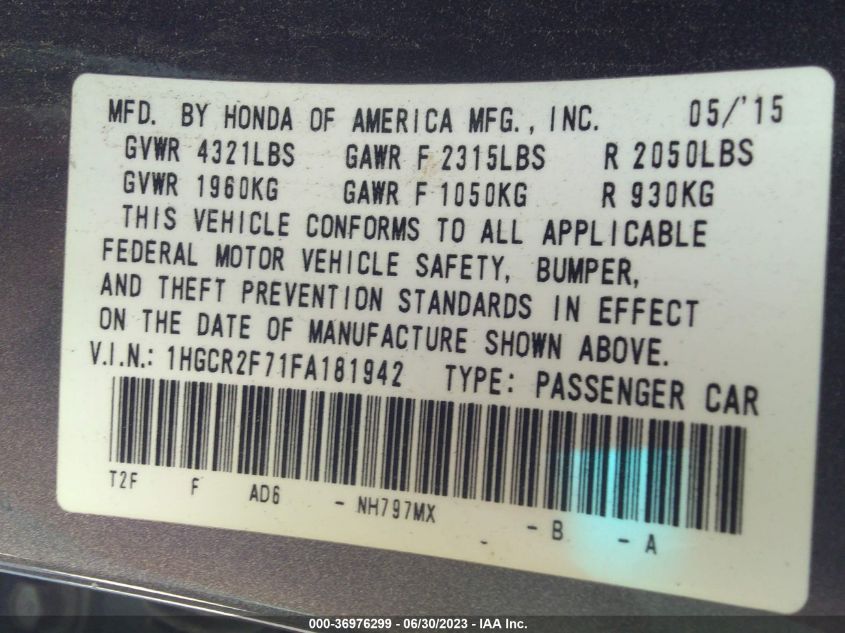 MFD. BY HONDA OF AMERICA MFG., INC. 05/'15
GVWR 4321LBS GAWR F 2315LBS R 2050LBS
GVWR 1960KG GAWR F 1050KG R 930KG
THIS VEHICLE CONFORMS TO ALL APPLICABLE
FEDERAL MOTOR VEHICLE SAFETY, BUMPER,
AND THEFT PREVENTION STANDARDS IN EFFECT
ON THE DATE OF MANUFACTURE SHOWN ABOVE.
V.I.N.: 1HGCR2F71FA181942 TYPE: PASSENGER CAR
T2F F AD6 - NH797MX - B - A
000-36976299 - 06/30/2023 - IAA Inc.